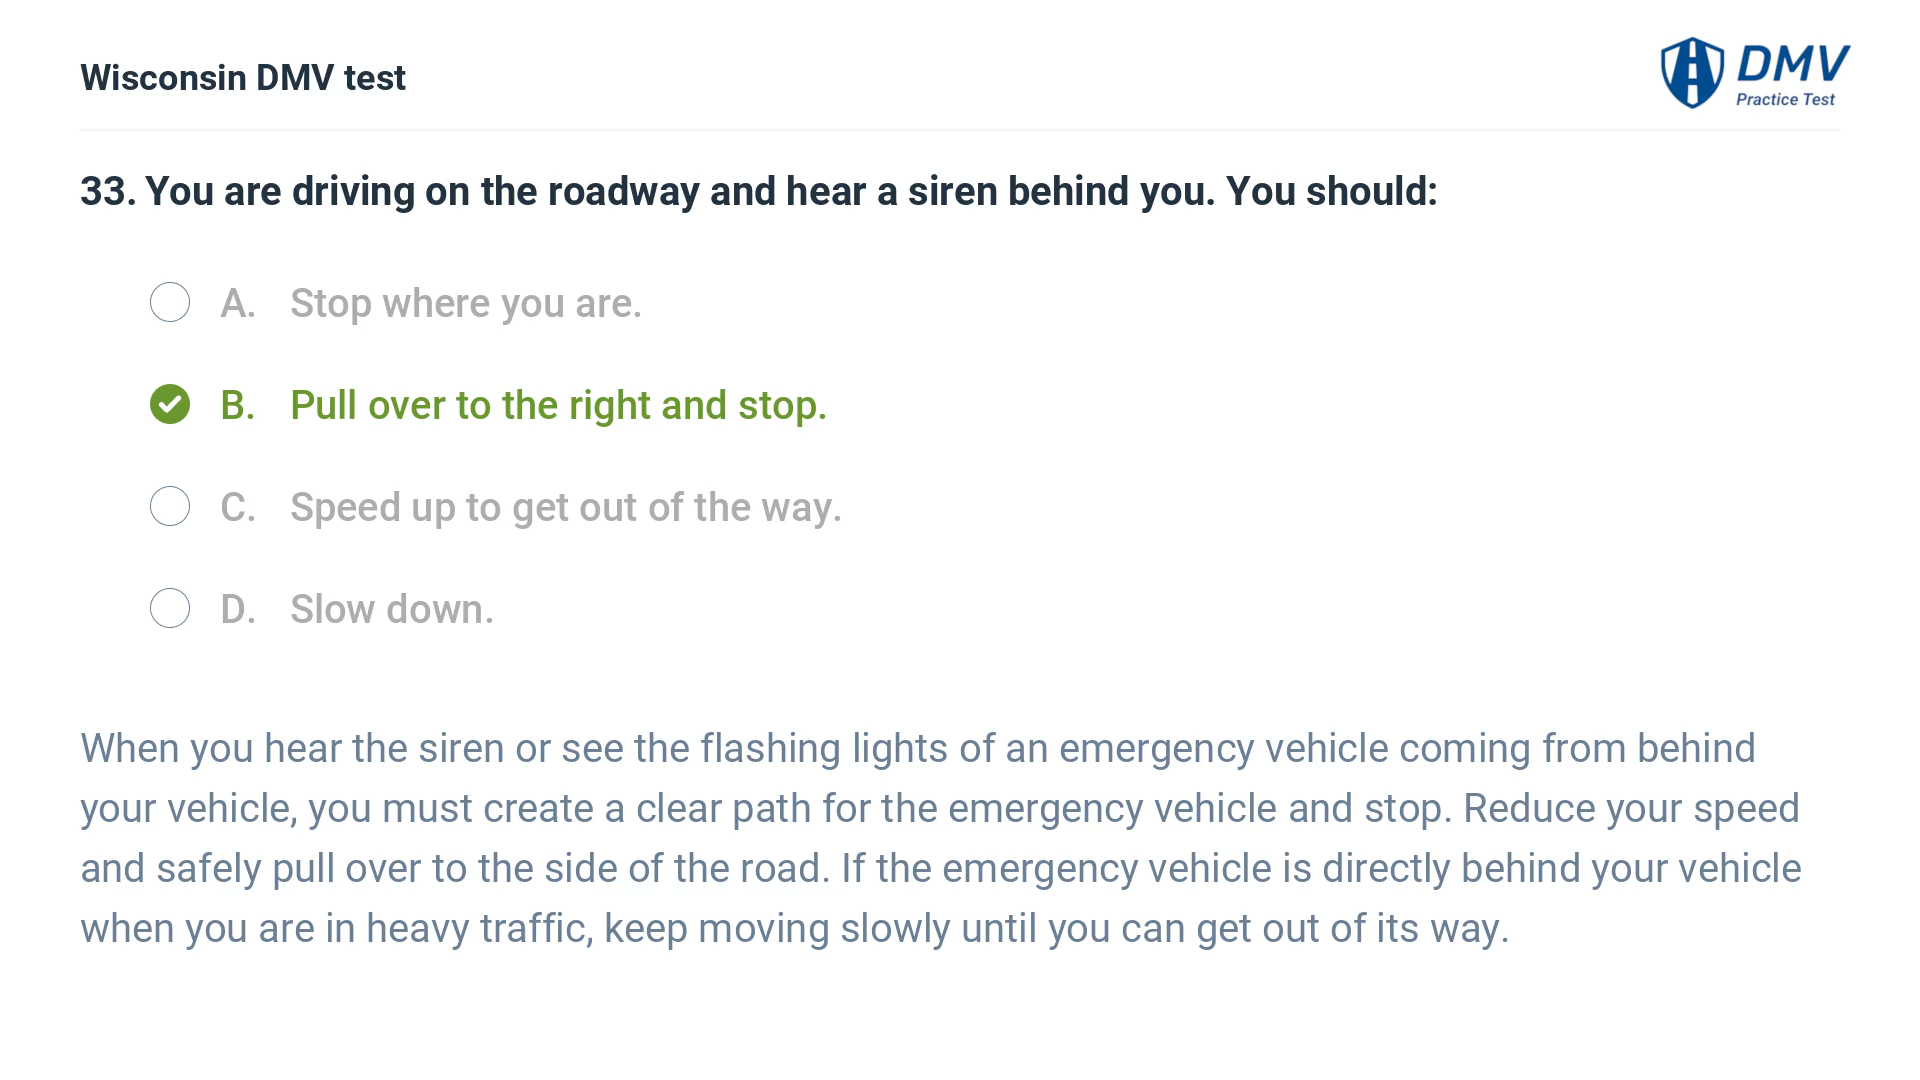 Wisconsin DMV test
DMV
Practice Test
33. You are driving on the roadway and hear a siren behind you. You should:
A. Stop where you are.
B. Pull over to the right and stop.
C. Speed up to get out of the way.
D. Slow down.
When you hear the siren or see the flashing lights of an emergency vehicle coming from behind
your vehicle, you must create a clear path for the emergency vehicle and stop. Reduce your speed
and safely pull over to the side of the road. If the emergency vehicle is directly behind your vehicle
when you are in heavy traffic, keep moving slowly until you can get out of its way.